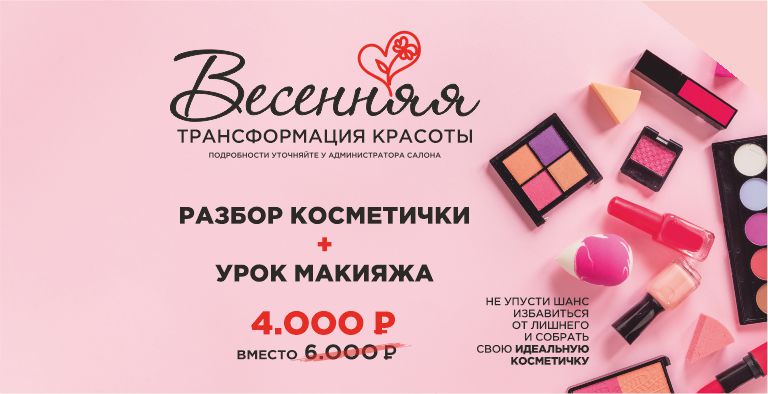 Весенняя
ТРАНСФОРМАЦИЯ КРАСОТЫ
ПОДРОБНОСТИ УТОЧНЯЙТЕ У АДМИНИСТРАТОРА САЛОНА
РАЗБОР КОСМЕТИЧКИ
+
УРОК МАКИЯЖА
4.000 ₽
ВМЕСТО 6.000 ₽
НЕ УПУСТИ ШАНС
ИЗБАВИТЬСЯ
ОТ ЛИШНЕГО
И СОБРАТЬ
СВОЮ ИДЕАЛЬНУЮ
КОСМЕТИЧКУ